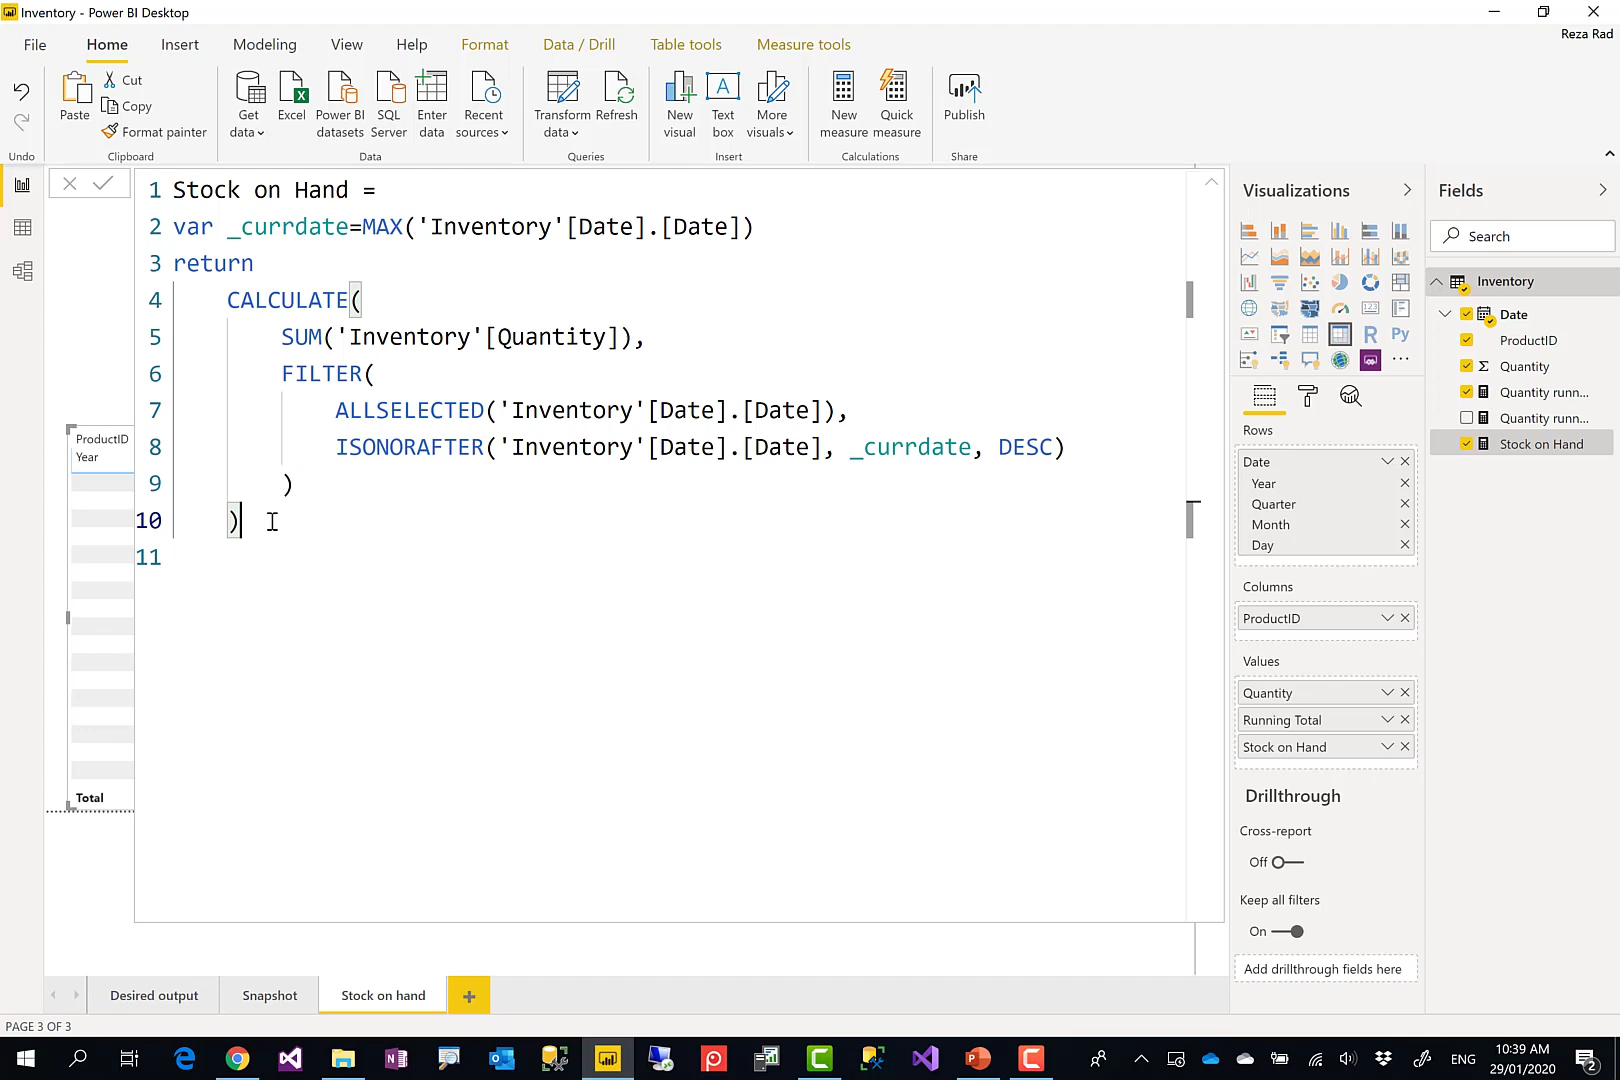 Inventory - Power BI Desktop
Reza Rad
File Home Insert Modeling View Help Format Data / Drill Table tools Measure tools
Paste
Cut
Copy
Format painter
Get data
Excel
Power BI datasets
SQL Server
Enter data
Recent sources
Transform data
Refresh
New visual
Text box
More visuals
New measure
Quick measure
Publish
Undo Clipboard Data Queries Insert Calculations Share
1 Stock on Hand =
2 var _currdate=MAX('Inventory'[Date].[Date])
3 return
4 CALCULATE(
5 SUM('Inventory'[Quantity]),
6 FILTER(
7 ALLSELECTED('Inventory'[Date].[Date]),
8 ISONORAFTER('Inventory'[Date].[Date], _currdate, DESC)
9 )
10 )
11
ProductID
Year
Total
Visualizations
R Py
123
Rows
Date
Year
Quarter
Month
Day
Columns
ProductID
Values
Quantity
Running Total
Stock on Hand
Drillthrough
Cross-report
Off
Keep all filters
On
Add drillthrough fields here
Fields
Search
Inventory
Date
ProductID
Quantity
Quantity runn...
Quantity runn...
Stock on Hand
Desired output Snapshot Stock on hand
PAGE 3 OF 3
ENG
10:39 AM
29/01/2020
2